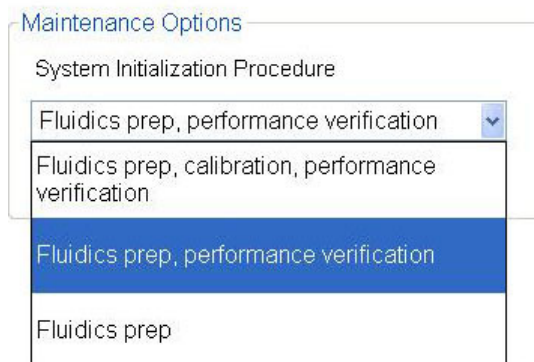 Maintenance Options
System Initialization Procedure
Fluidics prep, performance verification
Fluidics prep, calibration, performance
verification
Fluidics prep, performance verification
Fluidics prep